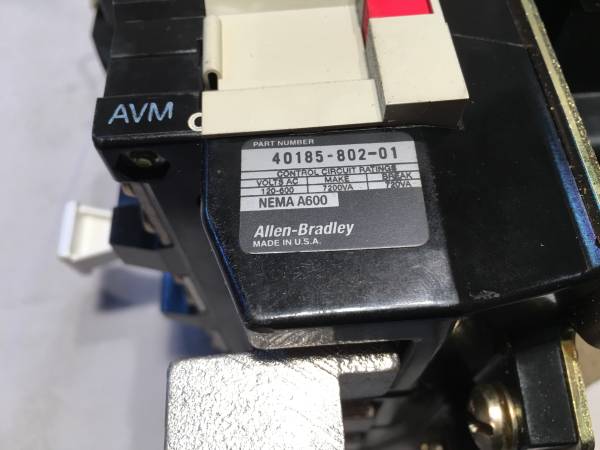 AVM
PART NUMBER
40185-802-01
CONTROL CIRCUIT RATINGS
VOLTS AC MAKE BREAK
120-600 7200VA 720VA
NEMA A600
Allen-Bradley
MADE IN U.S.A.